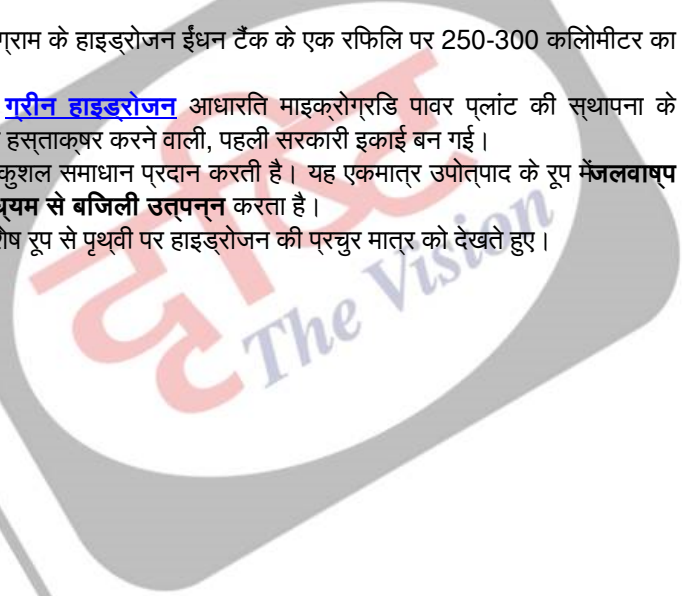 ग्राम के हाइड्रोजन ईंधन टैंक के एक रफिलि पर 250-300 कलिोमीटर का
ग्रीन हाइड्रोजन आधारति माइक्रोग्रडि पावर प्लांट की स्थापना के
हस्ताक्षर करने वाली, पहली सरकारी इकाई बन गई।
कुशल समाधान प्रदान करती है। यह एकमात्र उपोत्पाद के रूप मेंजलवाष्प
से बजिली उत्पन्न करता है।
रूप से पृथ्वी पर हाइड्रोजन की प्रचुर मात्र को देखते हुए।
दृष्टि
The Vision